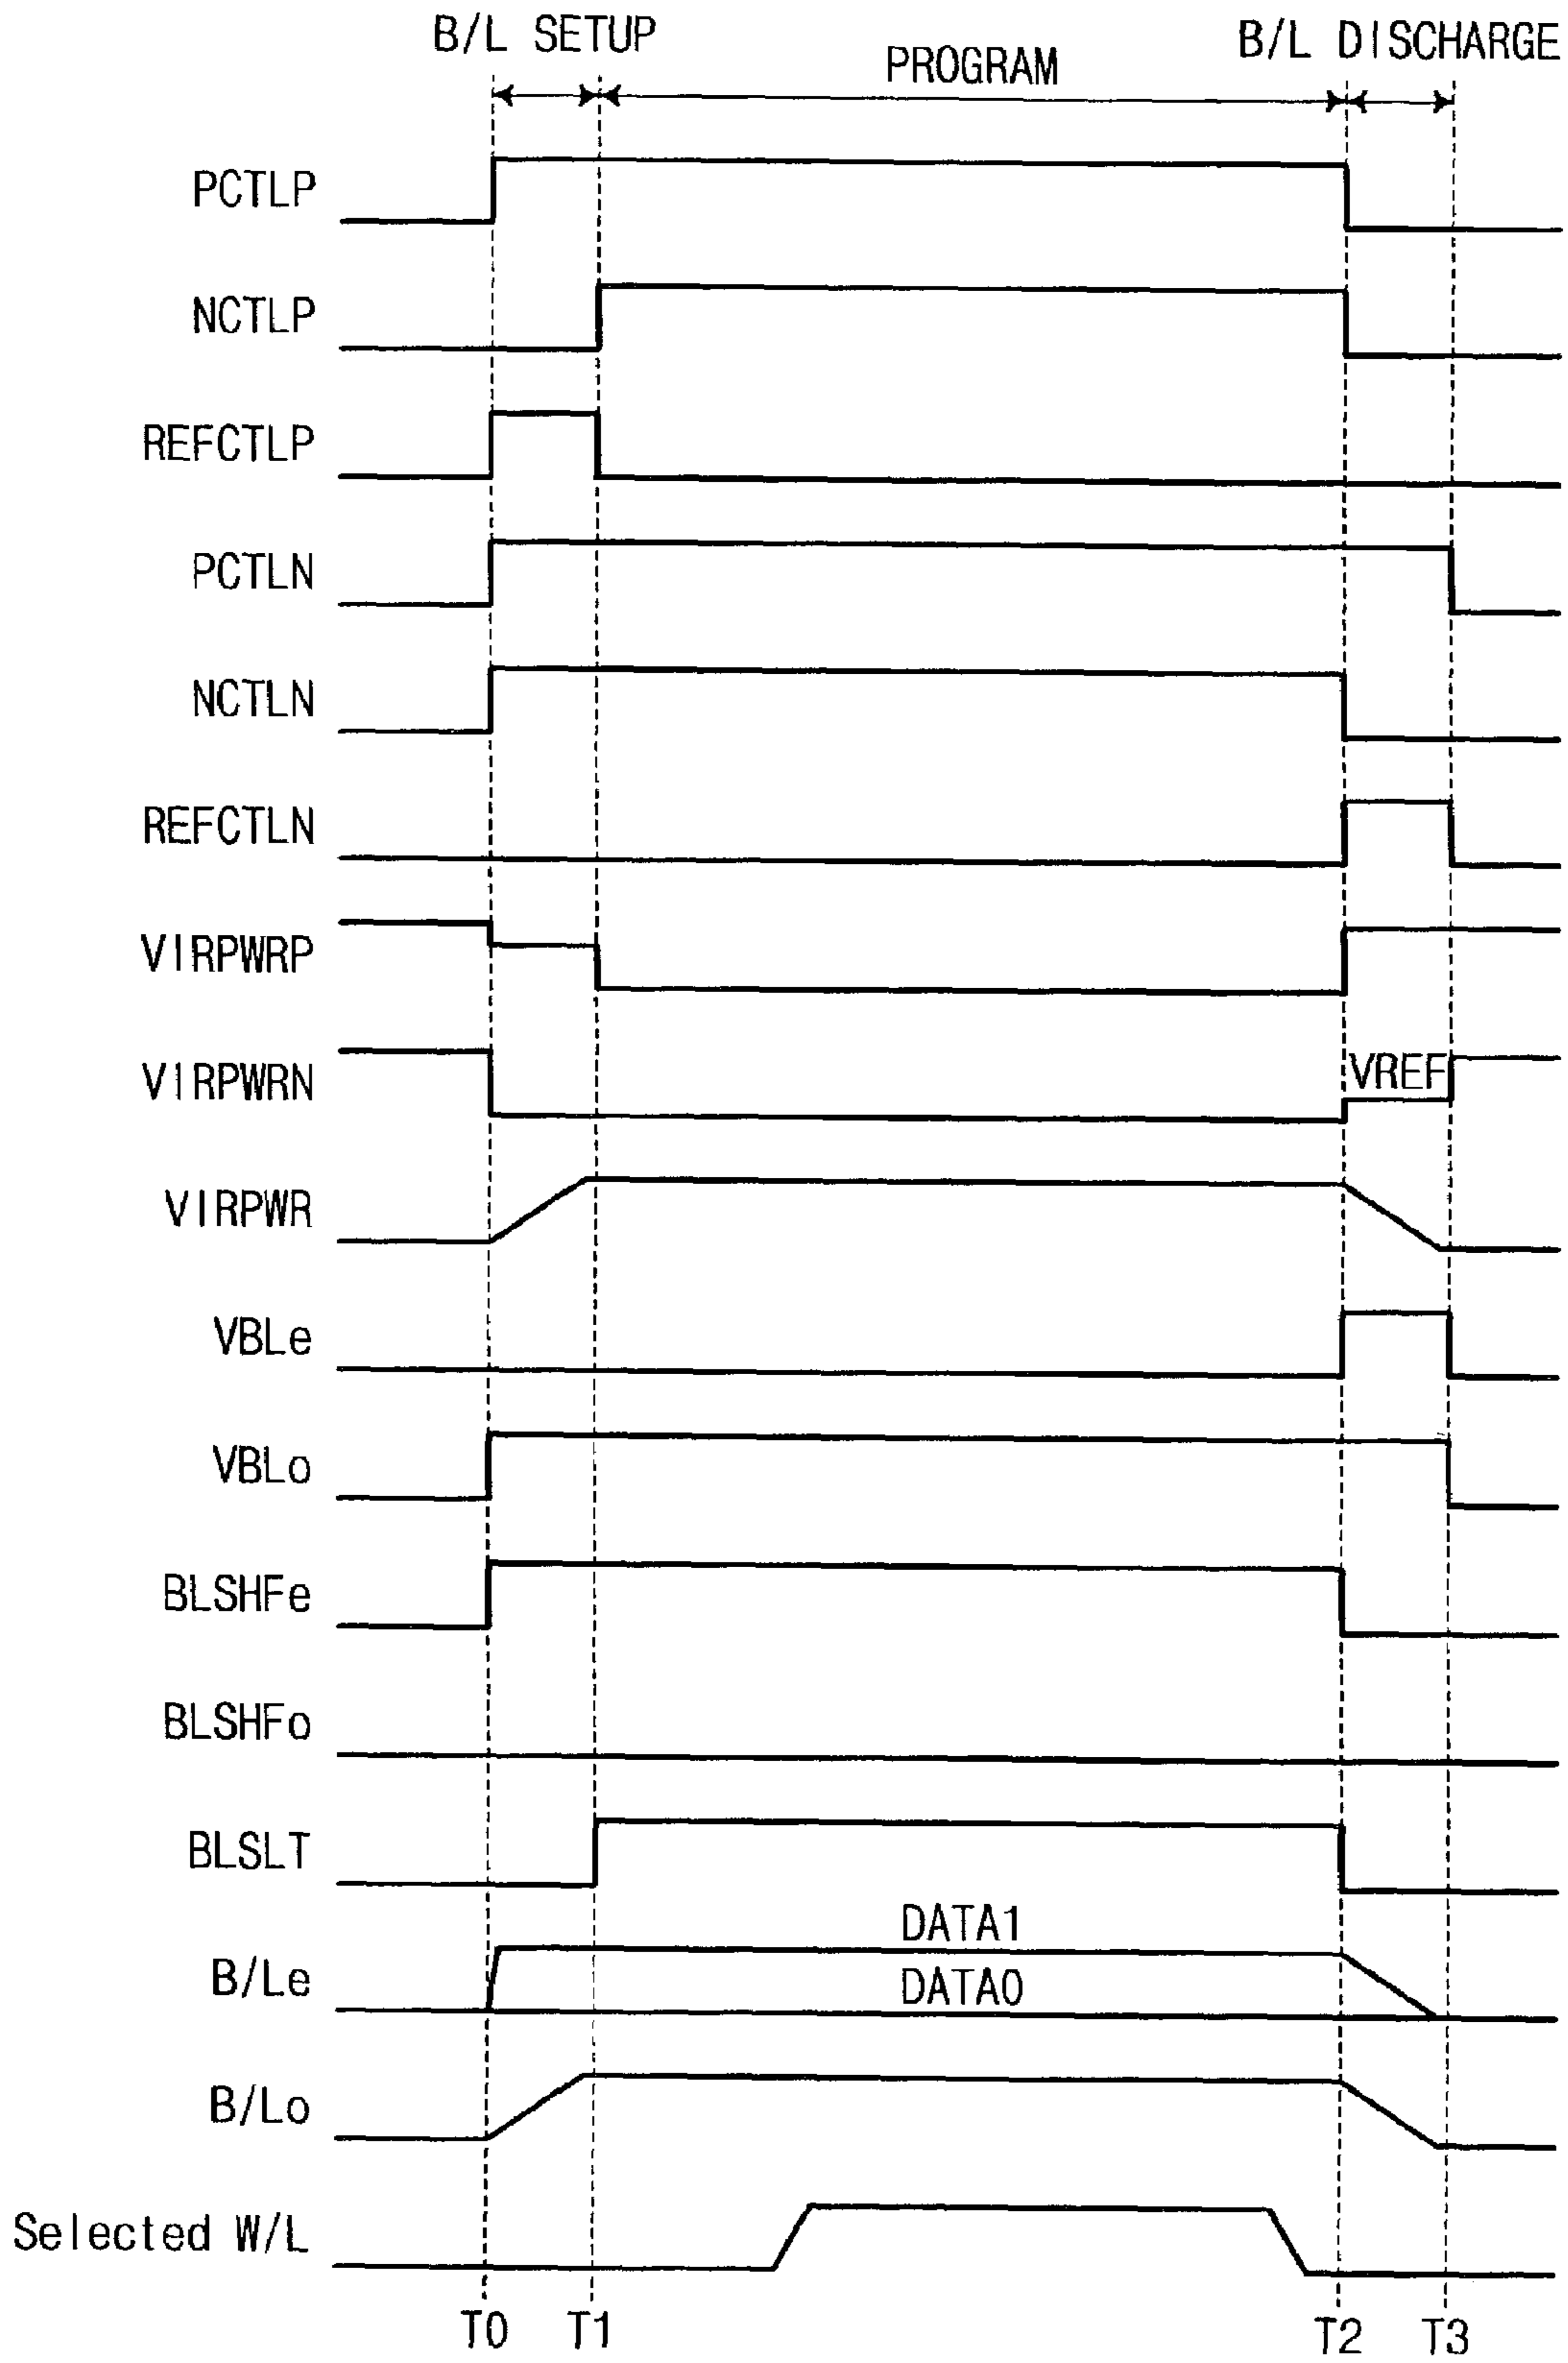 B/L SETUP
PROGRAM
B/L DISCHARGE
PCTLP
NCTLP
REFCTLP
PCTLN
NCTLN
REFCTLN
VIRPWRP
VIRPWRN
VREF
VIRPWR
VBLe
VBLo
BLSHFe
BLSHFo
BLSLT
DATA1
B/Le
DATA0
B/Lo
Selected W/L
T0 T1 T2 T3